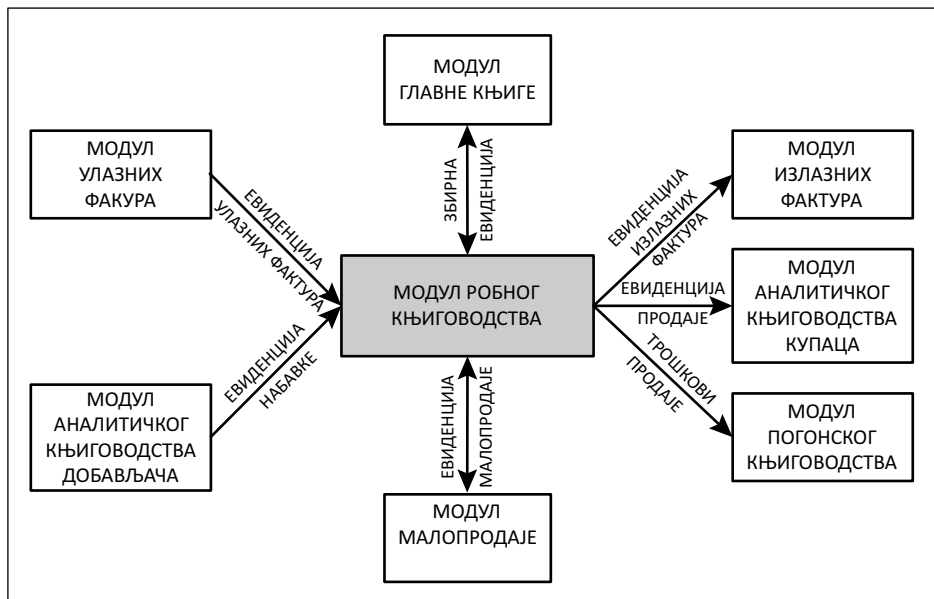 МОДУЛ
ГЛАВНЕ КЊИГЕ
МОДУЛ
УЛАЗНИХ
ФАКУРА
МОДУЛ
ИЗЛАЗНИХ
ФАКТУРА
ЕВИДЕНЦИЈА
УЛАЗНИХ ФАКТУРА
ЗБИРНА
ЕВИДЕНЦИЈА
ЕВИДЕНЦИЈА
ИЗЛАЗНИХ
ФАКТУРА
МОДУЛ РОБНОГ
КЊИГОВОДСТВА
ЕВИДЕНЦИЈА
ПРОДАЈЕ
МОДУЛ
АНАЛИТИЧКОГ
КЊИГОВОДСТВА
КУПАЦА
ЕВИДЕНЦИЈА
НАБАВКЕ
ЕВИДЕНЦИЈА
МАЛОПРОДАЈЕ
ТРОШКОВИ
ПРОДАЈЕ
МОДУЛ
АНАЛИТИЧКОГ
КЊИГОВОДСТВА
ДОБАВЉАЧА
МОДУЛ
ПОГОНСКОГ
КЊИГОВОДСТВА
МОДУЛ
МАЛОПРОДАЈЕ